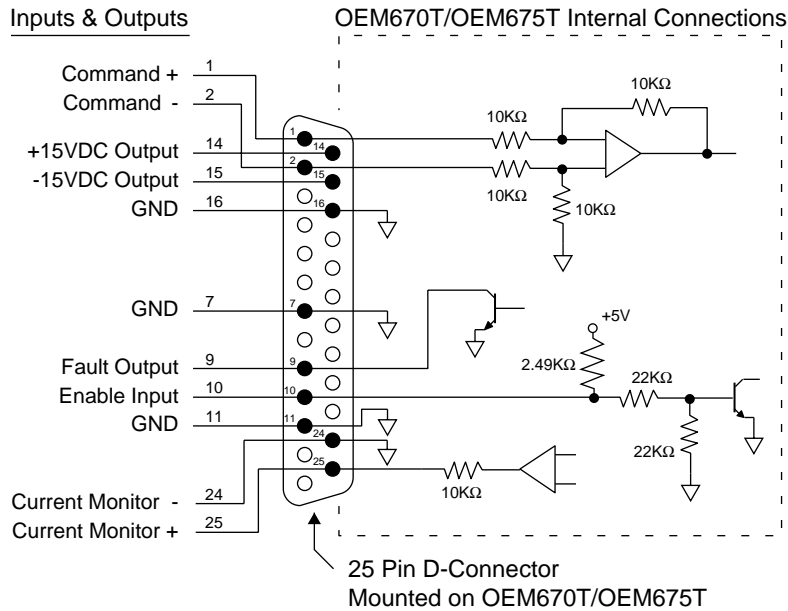 Inputs & Outputs
OEM670T/OEM675T Internal Connections
Command + 1
Command - 2
+15VDC Output 14
-15VDC Output 15
GND 16
GND 7
Fault Output 9
Enable Input 10
GND 11
Current Monitor - 24
Current Monitor + 25
1
14
2
15
16
7
9
10
11
24
25
10KΩ
10KΩ
10KΩ
10KΩ
+5V
2.49KΩ
22KΩ
22KΩ
10KΩ
25 Pin D-Connector
Mounted on OEM670T/OEM675T